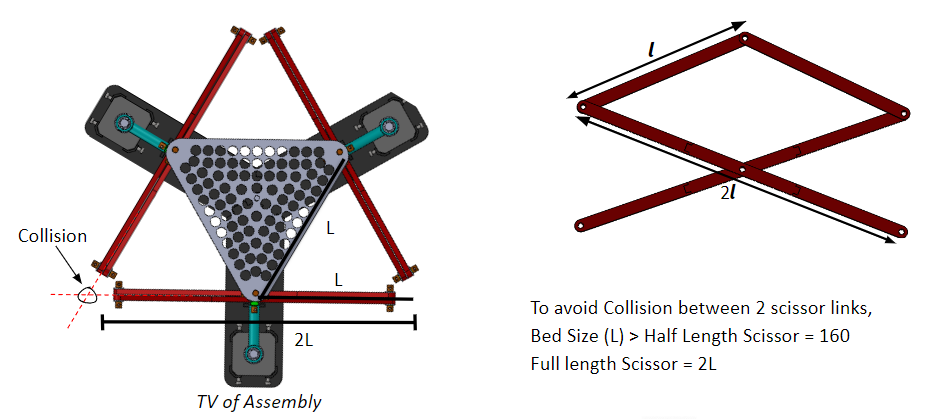 l
Collision
L
L
2L
TV of Assembly
2l
To avoid Collision between 2 scissor links,
Bed Size (L) > Half Length Scissor = 160
Full length Scissor = 2L